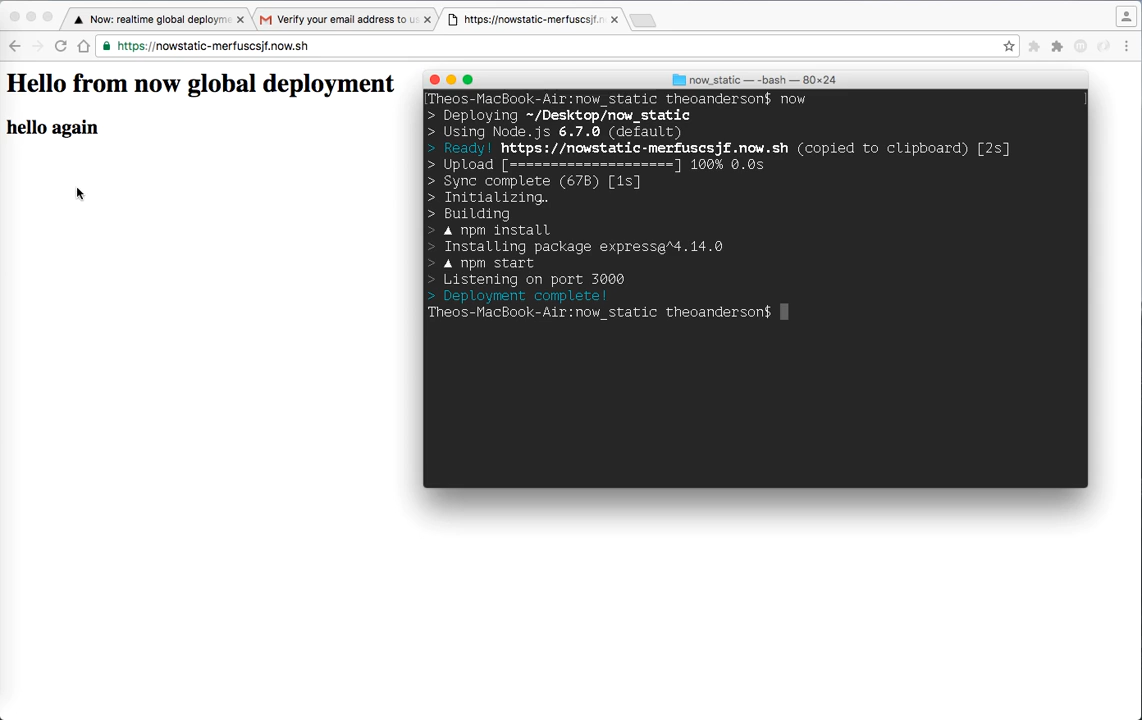 Now: realtime global deployme
Verify your email address to us
https://nowstatic-merfuscsjf.n
https://nowstatic-merfuscsjf.now.sh
Hello from now global deployment
hello again
now_static — -bash — 80×24
[Theos-MacBook-Air:now_static theoanderson$ now ]
> Deploying ~/Desktop/now_static
> Using Node.js 6.7.0 (default)
> Ready! https://nowstatic-merfuscsjf.now.sh (copied to clipboard) [2s]
> Upload [====================] 100% 0.0s
> Sync complete (67B) [1s]
> Initializing…
> Building
> ▲ npm install
> Installing package express@^4.14.0
> ▲ npm start
> Listening on port 3000
> Deployment complete!
Theos-MacBook-Air:now_static theoanderson$